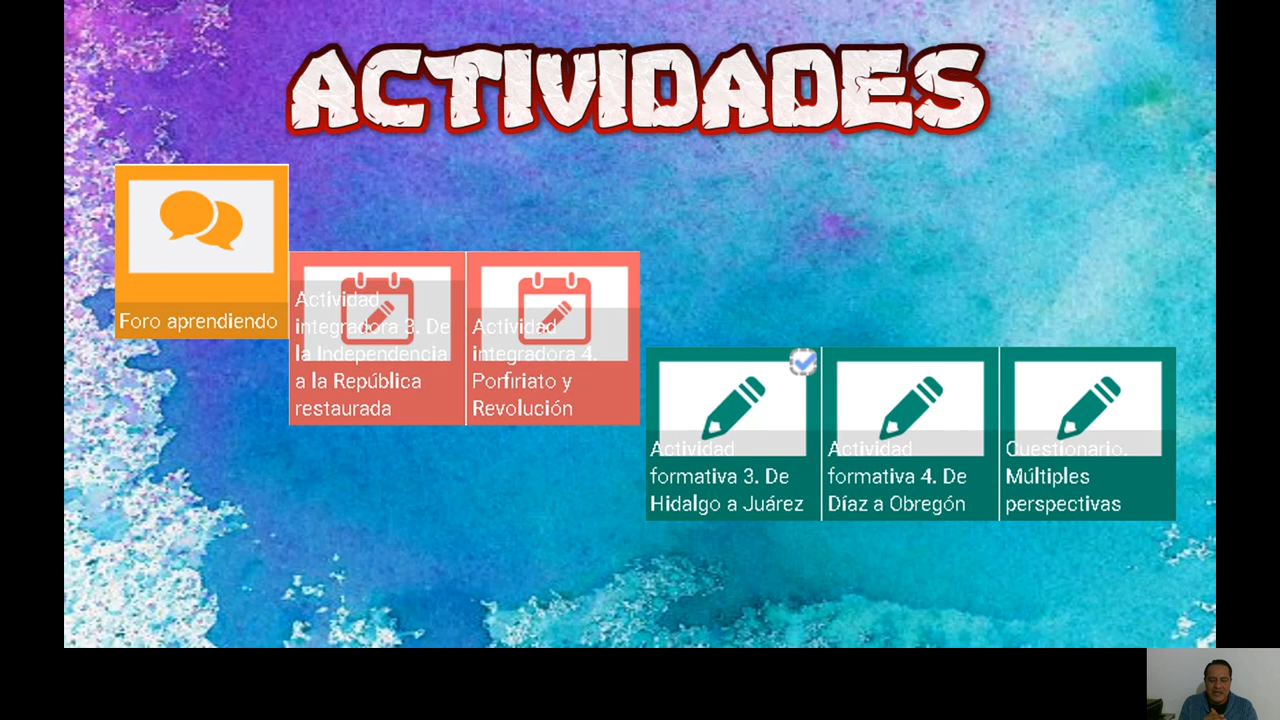 ACTIVIDADES
Foro aprendiendo
Actividad
integradora 3. De
la Independencia
a la República
restaurada
Actividad
integradora 4.
Porfiriato y
Revolución
Actividad
formativa 3. De
Hidalgo a Juárez
Actividad
formativa 4. De
Díaz a Obregón
Cuestionario.
Múltiples
perspectivas